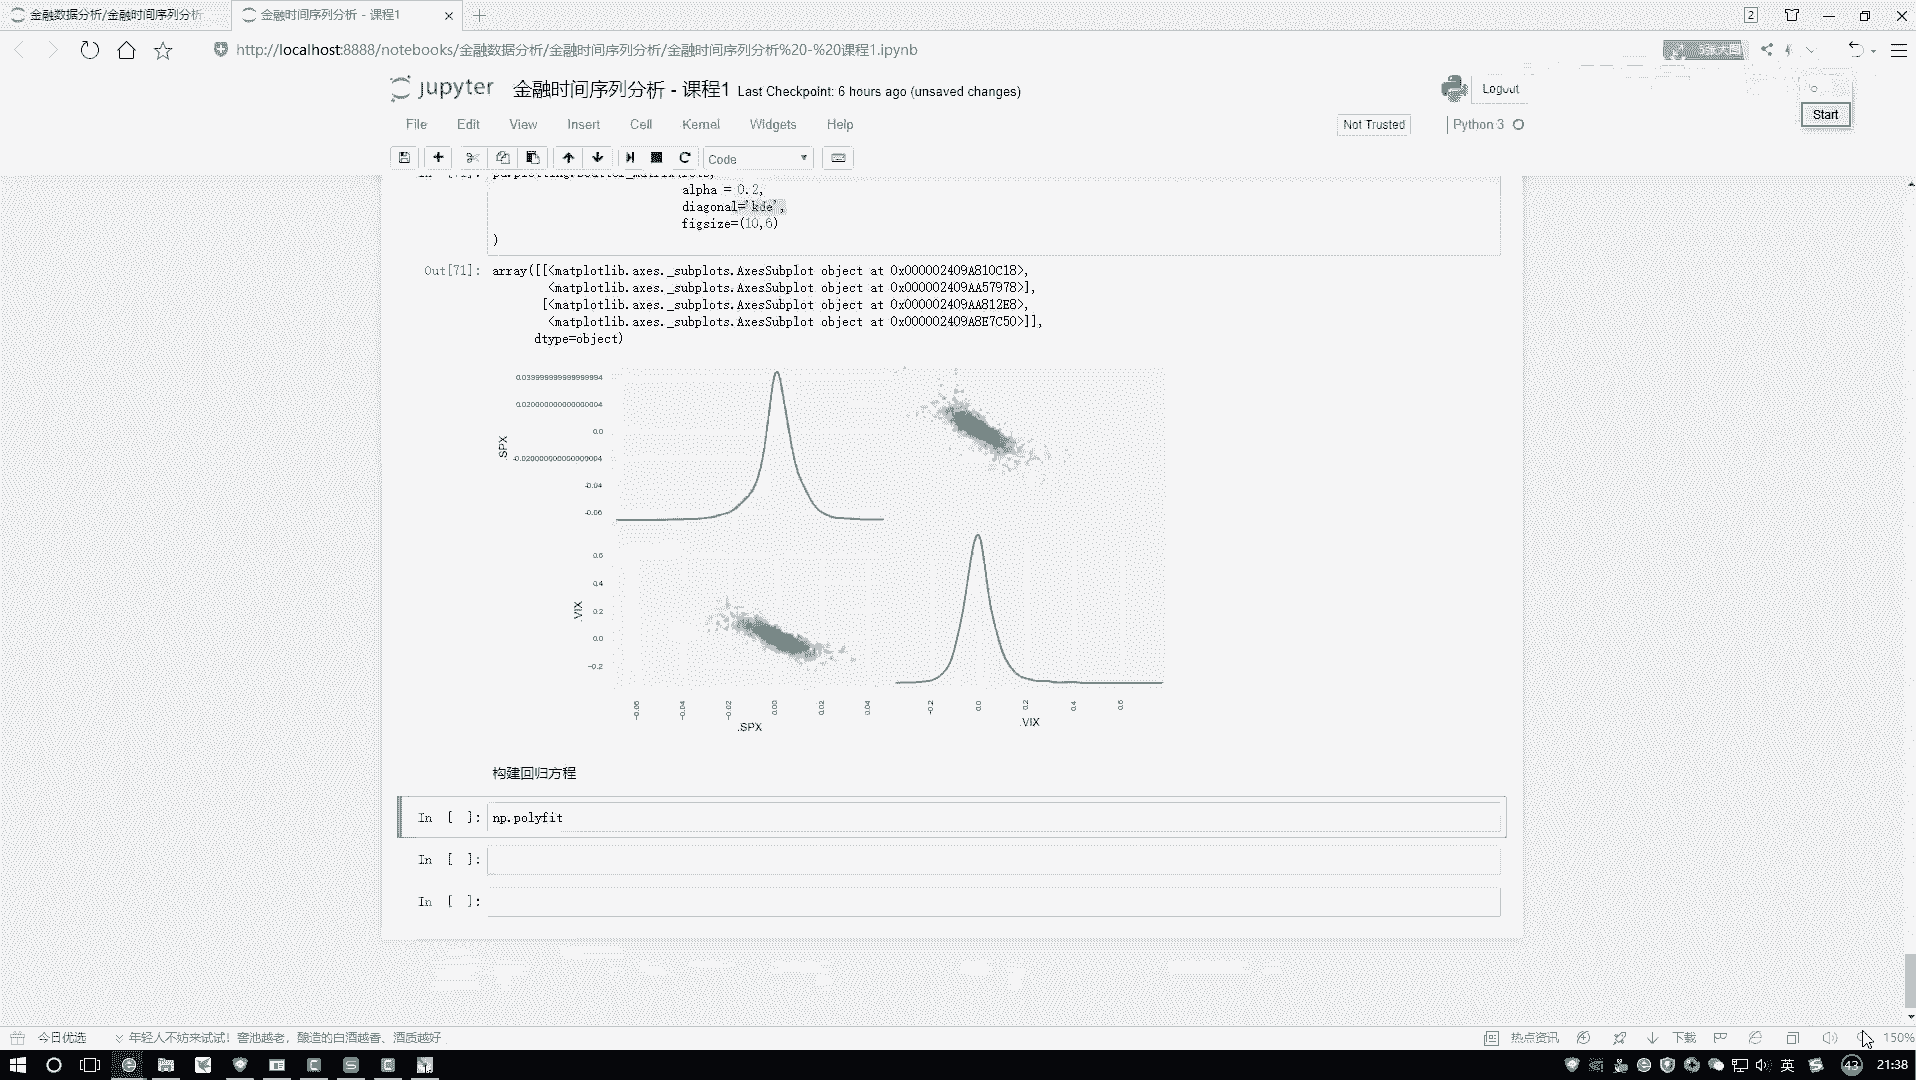 金融数据分析/金融时间序列分析
金融时间序列分析 - 课程1
2
http://localhost:8888/notebooks/金融数据分析/金融时间序列分析/金融时间序列分析%20-%20课程1.ipynb
jupyter 金融时间序列分析 - 课程1 Last Checkpoint: 6 hours ago (unsaved changes)
Logout
Start
File Edit View Insert Cell Kernel Widgets Help
Not Trusted Python 3
Code
alpha = 0.2,
diagonal='kde',
figsize=(10,6)
)
Out[71]: array([[<matplotlib.axes._subplots.AxesSubplot object at 0x000002409A810C18>,
<matplotlib.axes._subplots.AxesSubplot object at 0x000002409AA57978>],
[<matplotlib.axes._subplots.AxesSubplot object at 0x000002409AA812E8>,
<matplotlib.axes._subplots.AxesSubplot object at 0x000002409A8E7C50>]],
dtype=object)
0.02
0.0
-0.04
-0.06
.SPX
0.6
0.4
0.2
0.0
-0.2
.VIX
-0.06 -0.04 -0.02 0.00 0.02 0.04
-0.2 0.0 0.2 0.4 0.6
.SPX
.VIX
构建回归方程
In [ ]: np.polyfit
In [ ]:
In [ ]:
今日优选 年轻人不妨来试试！窖池越老，酿造的白酒越香、酒质越好
热点资讯 下载 150%
英 43 21:38